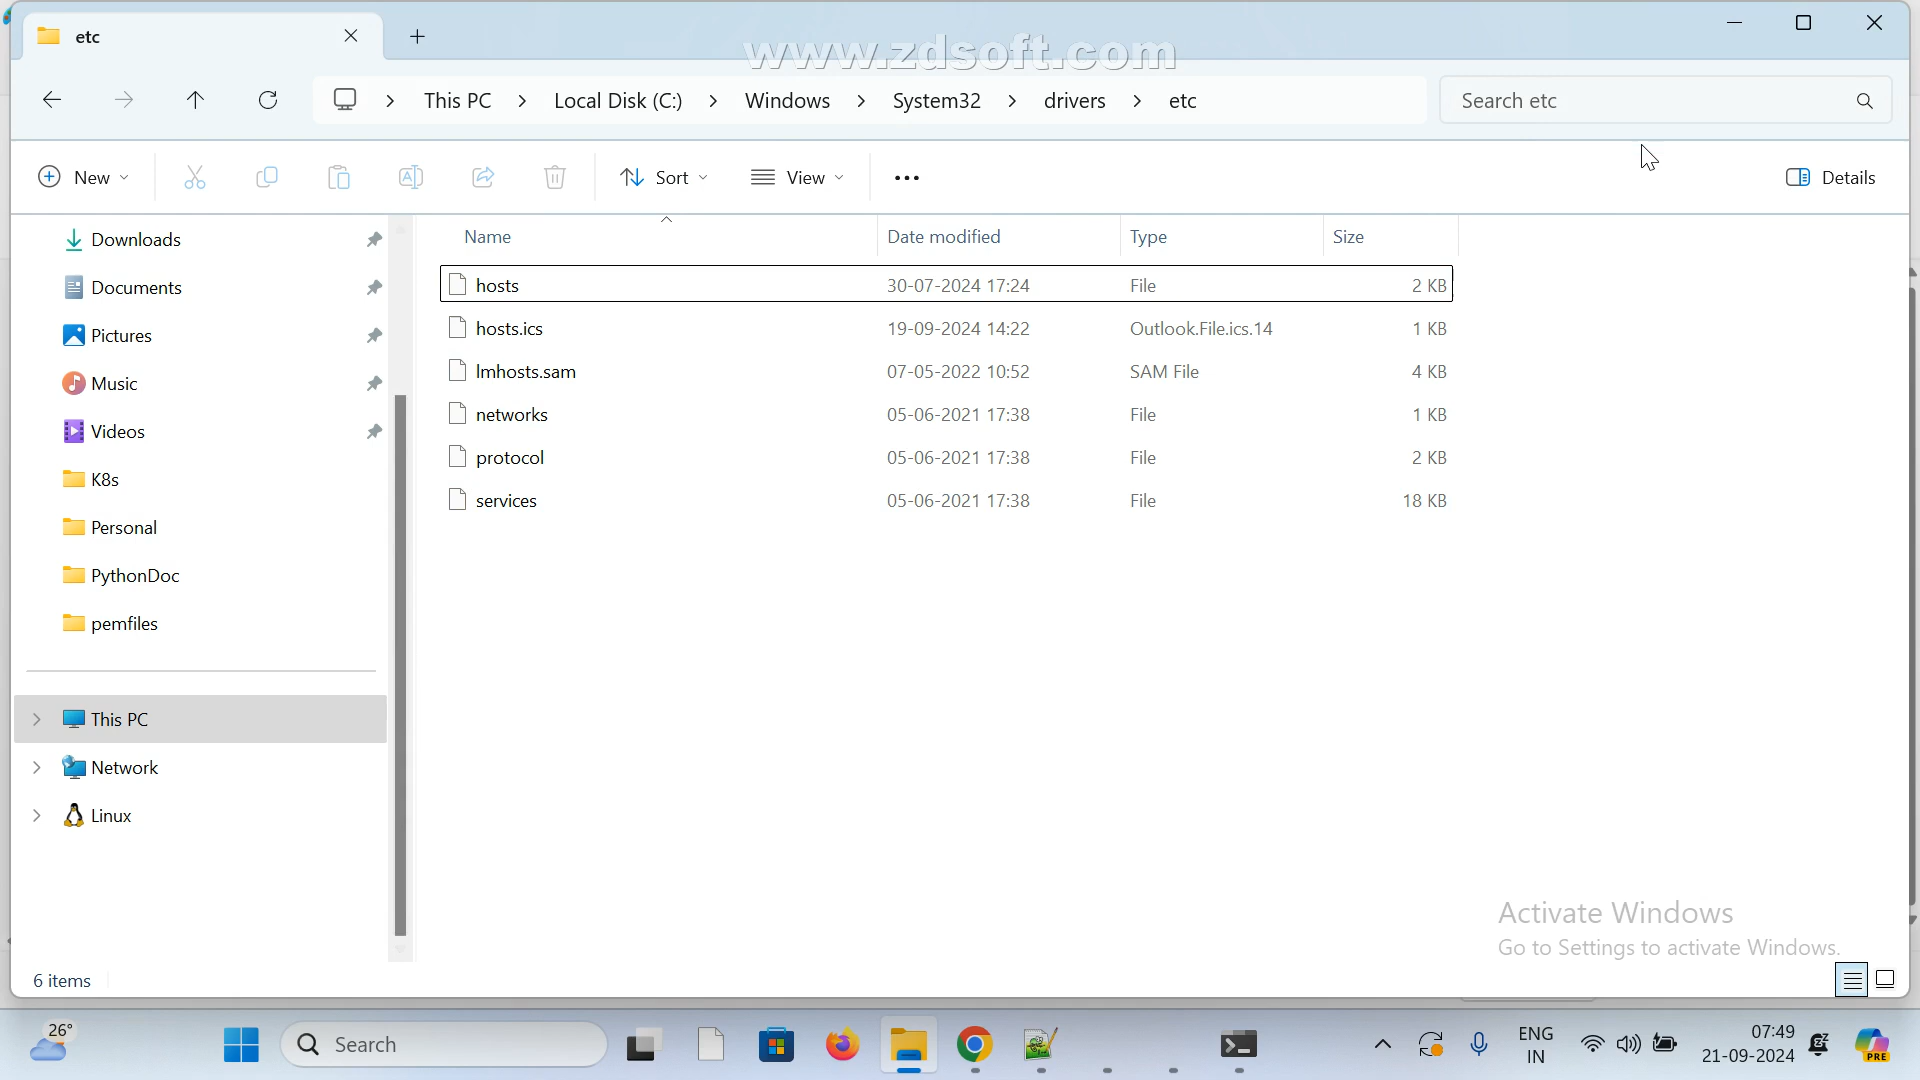 etc
www.zdsoft.com
This PC > Local Disk (C:) > Windows > System32 > drivers > etc
Search etc
New
Sort
View
Details
Downloads
Documents
Pictures
Music
Videos
K8s
Personal
PythonDoc
pemfiles
This PC
Network
Linux
Name Date modified Type Size
hosts 30-07-2024 17:24 File 2 KB
hosts.ics 19-09-2024 14:22 Outlook.File.ics.14 1 KB
lmhosts.sam 07-05-2022 10:52 SAM File 4 KB
networks 05-06-2021 17:38 File 1 KB
protocol 05-06-2021 17:38 File 2 KB
services 05-06-2021 17:38 File 18 KB
Activate Windows
Go to Settings to activate Windows.
6 items
26°
Search
ENG
IN
07:49
21-09-2024
PRE